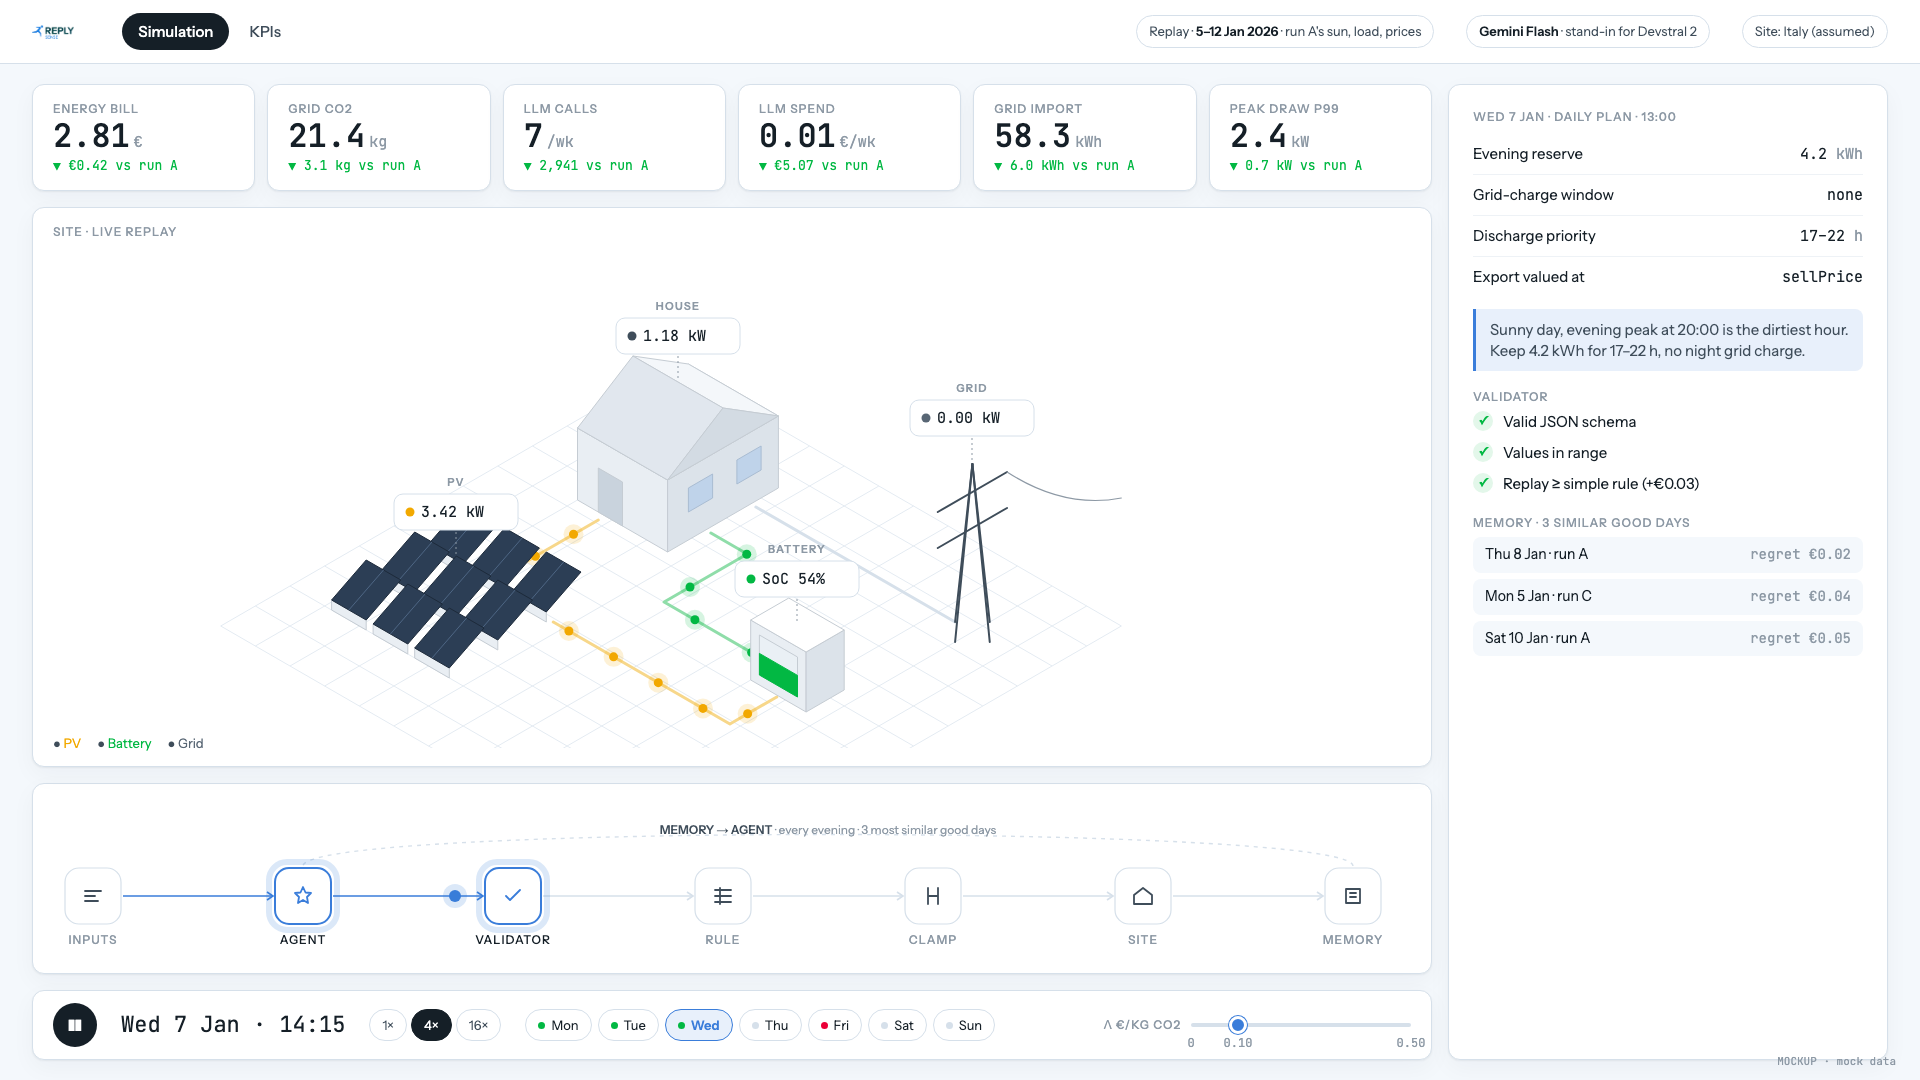 REPLY
Simulation
KPIs
Replay · 5–12 Jan 2026 · run A's sun, load, prices
Gemini Flash · stand-in for Devstral 2
Site: Italy (assumed)
ENERGY BILL
2.81 €
▼ €0.42 vs run A
GRID CO2
21.4 kg
▼ 3.1 kg vs run A
LLM CALLS
7 /wk
▼ 2,941 vs run A
LLM SPEND
0.01 €/wk
▼ €5.07 vs run A
GRID IMPORT
58.3 kWh
▼ 6.0 kWh vs run A
PEAK DRAW P99
2.4 kW
▼ 0.7 kW vs run A
SITE · LIVE REPLAY
HOUSE
1.18 kW
GRID
0.00 kW
PV
3.42 kW
BATTERY
SoC 54%
PV
Battery
Grid
MEMORY → AGENT · every evening · 3 most similar good days
INPUTS
AGENT
VALIDATOR
RULE
CLAMP
SITE
MEMORY
Wed 7 Jan · 14:15
1×
4×
16×
Mon
Tue
Wed
Thu
Fri
Sat
Sun
Λ €/KG CO2
0
0.10
0.50
WED 7 JAN · DAILY PLAN · 13:00
Evening reserve 4.2 kWh
Grid-charge window none
Discharge priority 17–22 h
Export valued at sellPrice
Sunny day, evening peak at 20:00 is the dirtiest hour.
Keep 4.2 kWh for 17–22 h, no night grid charge.
VALIDATOR
✓ Valid JSON schema
✓ Values in range
✓ Replay ≥ simple rule (+€0.03)
MEMORY · 3 SIMILAR GOOD DAYS
Thu 8 Jan · run A regret €0.02
Mon 5 Jan · run C regret €0.04
Sat 10 Jan · run A regret €0.05
MOCKUP · mock data